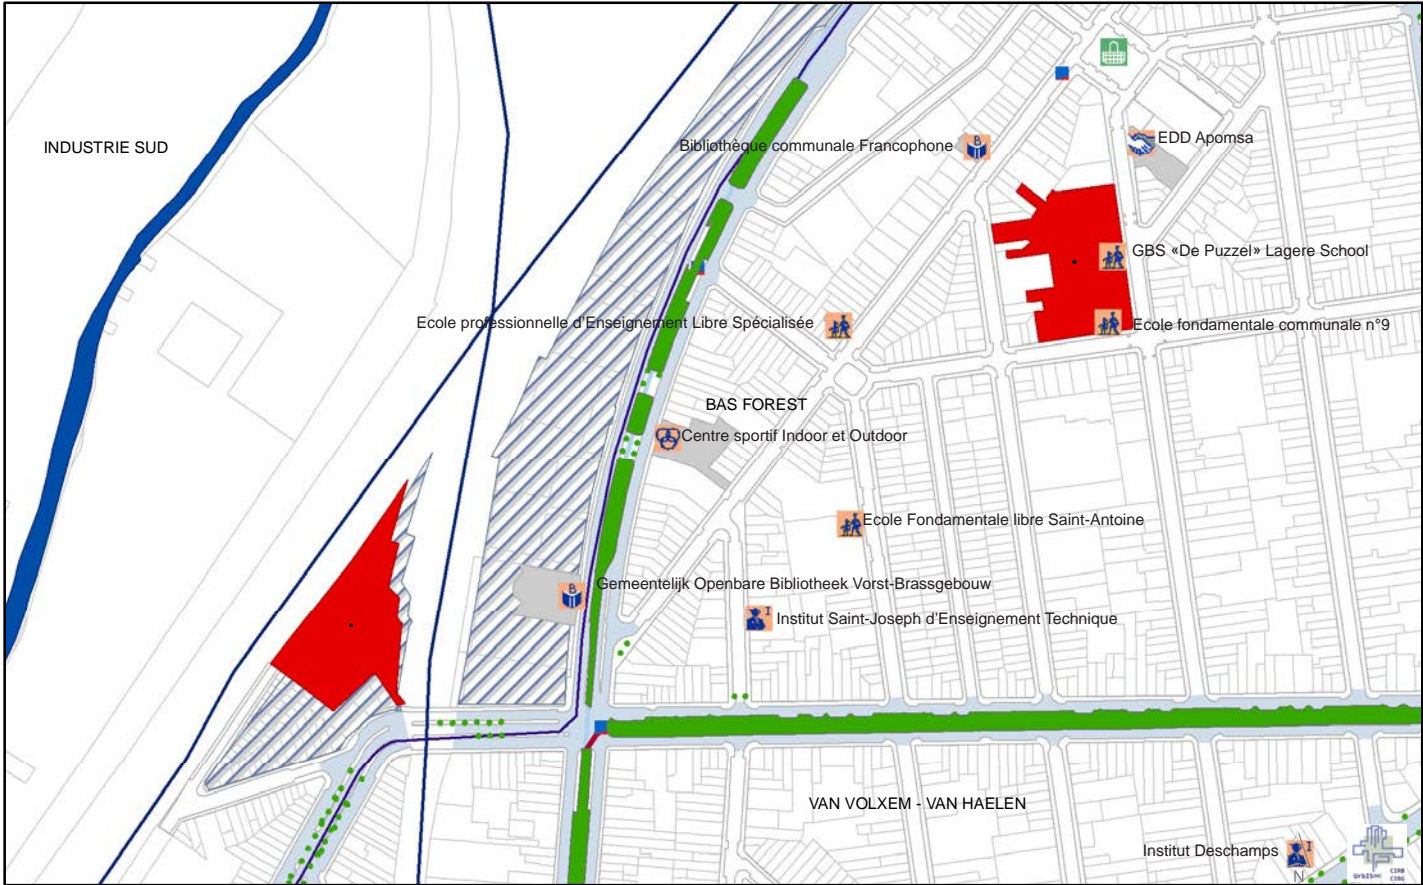 INDUSTRIE SUD
Bibliothèque communale Francophone
B
EDD Apomsa
GBS «De Puzzel» Lagere School
Ecole professionnelle d'Enseignement Libre Spécialisée
Ecole fondamentale communale n°9
BAS FOREST
Centre sportif Indoor et Outdoor
Ecole Fondamentale libre Saint-Antoine
B
Gemeentelijk Openbare Bibliotheek Vorst-Brassgebouw
I
Institut Saint-Joseph d'Enseignement Technique
VAN VOLXEM - VAN HAELEN
Institut Deschamps
I
N
CIRB
CIBG